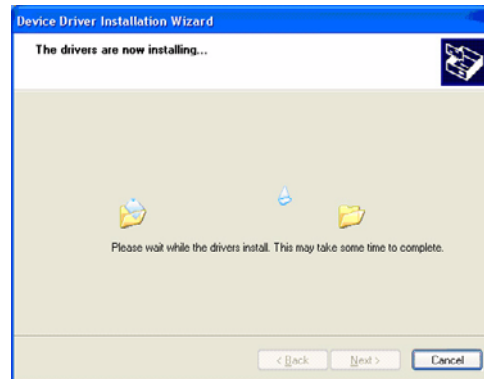 Device Driver Installation Wizard
The drivers are now installing...
Please wait while the drivers install. This may take some time to complete.
< Back Next > Cancel